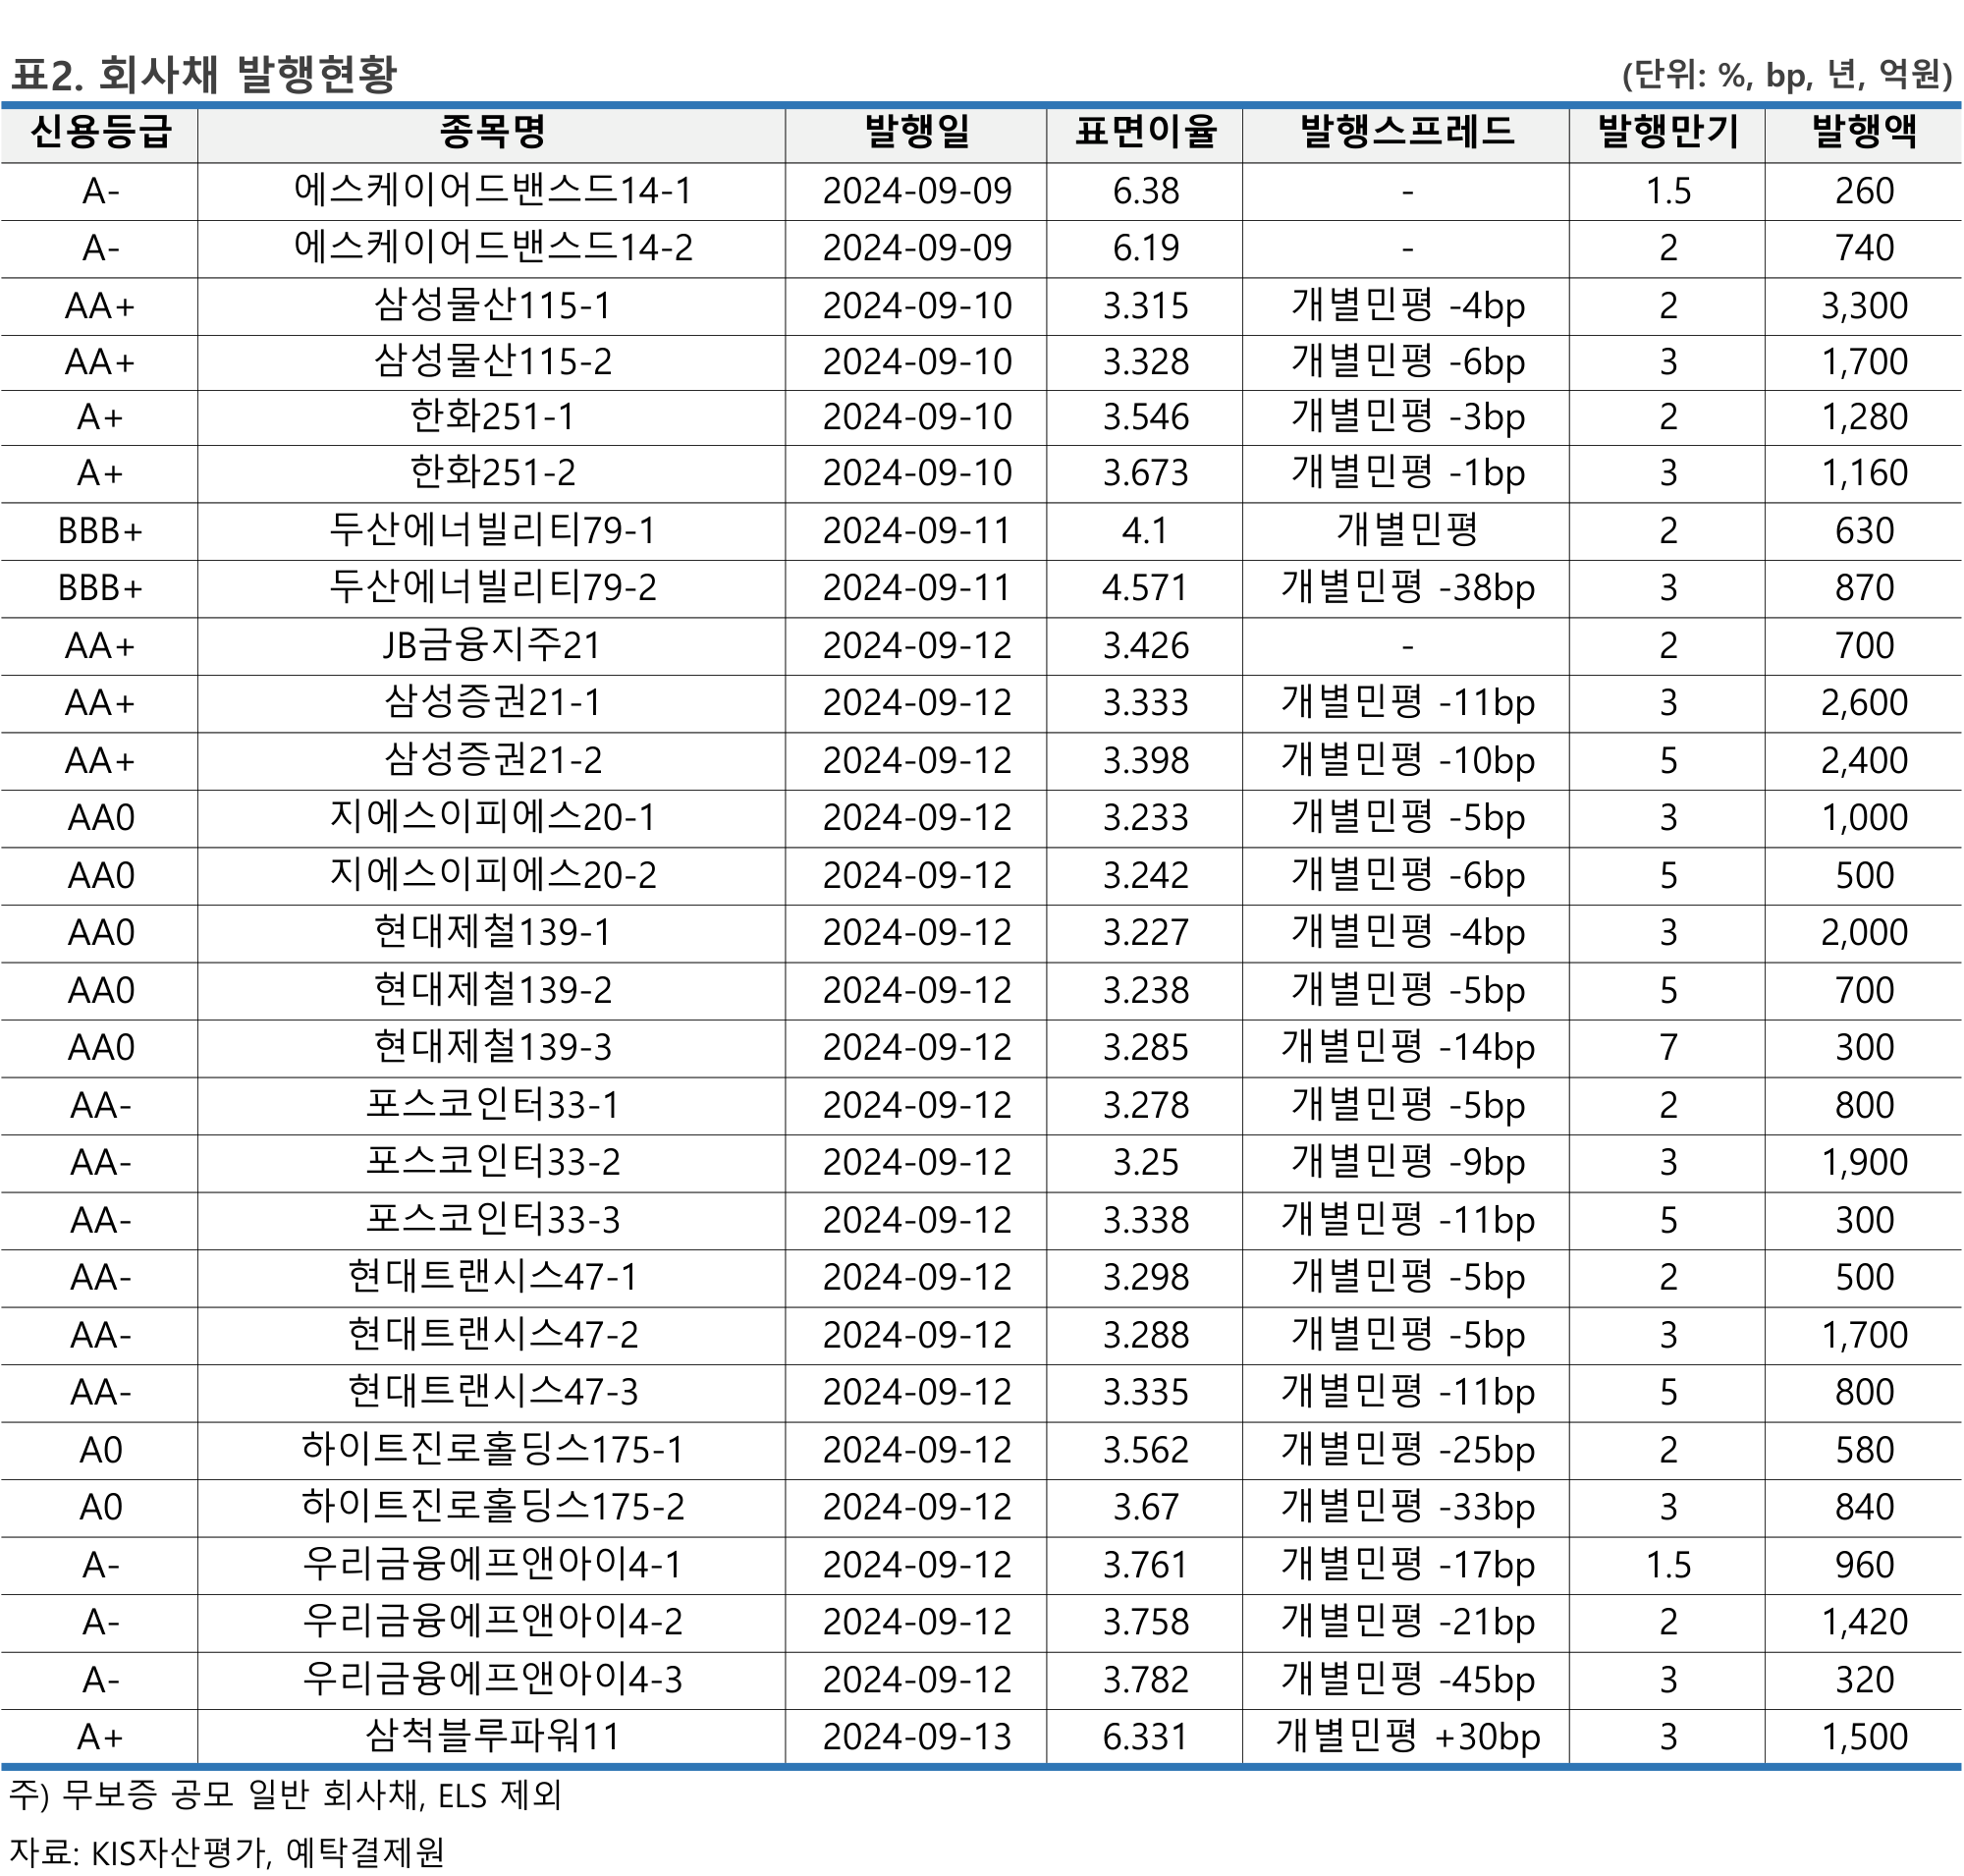 표2. 회사채 발행현황 (단위: %, bp, 년, 억원)
신용등급 종목명 발행일 표면이율 발행스프레드 발행만기 발행액
A- 에스케이어드밴스드14-1 2024-09-09 6.38 - 1.5 260
A- 에스케이어드밴스드14-2 2024-09-09 6.19 - 2 740
AA+ 삼성물산115-1 2024-09-10 3.315 개별민평 -4bp 2 3,300
AA+ 삼성물산115-2 2024-09-10 3.328 개별민평 -6bp 3 1,700
A+ 한화251-1 2024-09-10 3.546 개별민평 -3bp 2 1,280
A+ 한화251-2 2024-09-10 3.673 개별민평 -1bp 3 1,160
BBB+ 두산에너빌리티79-1 2024-09-11 4.1 개별민평 2 630
BBB+ 두산에너빌리티79-2 2024-09-11 4.571 개별민평 -38bp 3 870
AA+ JB금융지주21 2024-09-12 3.426 - 2 700
AA+ 삼성증권21-1 2024-09-12 3.333 개별민평 -11bp 3 2,600
AA+ 삼성증권21-2 2024-09-12 3.398 개별민평 -10bp 5 2,400
AA0 지에스이피에스20-1 2024-09-12 3.233 개별민평 -5bp 3 1,000
AA0 지에스이피에스20-2 2024-09-12 3.242 개별민평 -6bp 5 500
AA0 현대제철139-1 2024-09-12 3.227 개별민평 -4bp 3 2,000
AA0 현대제철139-2 2024-09-12 3.238 개별민평 -5bp 5 700
AA0 현대제철139-3 2024-09-12 3.285 개별민평 -14bp 7 300
AA- 포스코인터33-1 2024-09-12 3.278 개별민평 -5bp 2 800
AA- 포스코인터33-2 2024-09-12 3.25 개별민평 -9bp 3 1,900
AA- 포스코인터33-3 2024-09-12 3.338 개별민평 -11bp 5 300
AA- 현대트랜시스47-1 2024-09-12 3.298 개별민평 -5bp 2 500
AA- 현대트랜시스47-2 2024-09-12 3.288 개별민평 -5bp 3 1,700
AA- 현대트랜시스47-3 2024-09-12 3.335 개별민평 -11bp 5 800
A0 하이트진로홀딩스175-1 2024-09-12 3.562 개별민평 -25bp 2 580
A0 하이트진로홀딩스175-2 2024-09-12 3.67 개별민평 -33bp 3 840
A- 우리금융에프앤아이4-1 2024-09-12 3.761 개별민평 -17bp 1.5 960
A- 우리금융에프앤아이4-2 2024-09-12 3.758 개별민평 -21bp 2 1,420
A- 우리금융에프앤아이4-3 2024-09-12 3.782 개별민평 -45bp 3 320
A+ 삼척블루파워11 2024-09-13 6.331 개별민평 +30bp 3 1,500
주) 무보증 공모 일반 회사채, ELS 제외
자료: KIS자산평가, 예탁결제원